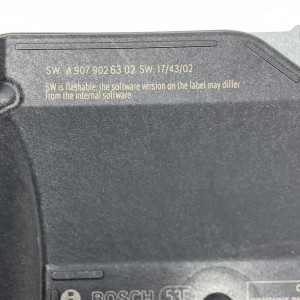 SW: A 907 902 63 02 SW: 17/43/02
SW is flashable, the software version on the label may differ
from the internal software.
BOSCH 535